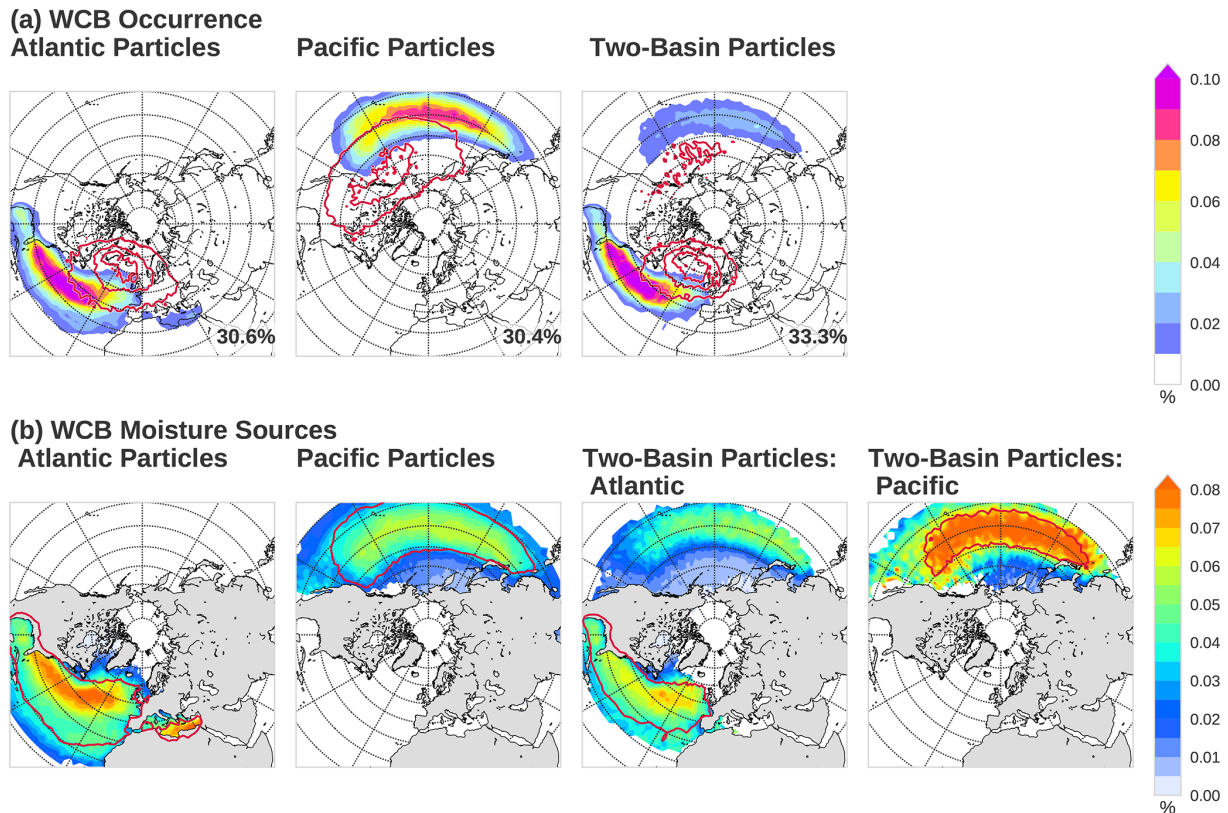 (a) WCB Occurrence
Atlantic Particles
Pacific Particles
Two-Basin Particles
30.6%
30.4%
33.3%
0.10
0.08
0.06
0.04
0.02
0.00
%
(b) WCB Moisture Sources
Atlantic Particles
Pacific Particles
Two-Basin Particles:
Atlantic
Two-Basin Particles:
Pacific
0.08
0.07
0.06
0.05
0.04
0.03
0.02
0.01
0.00
%